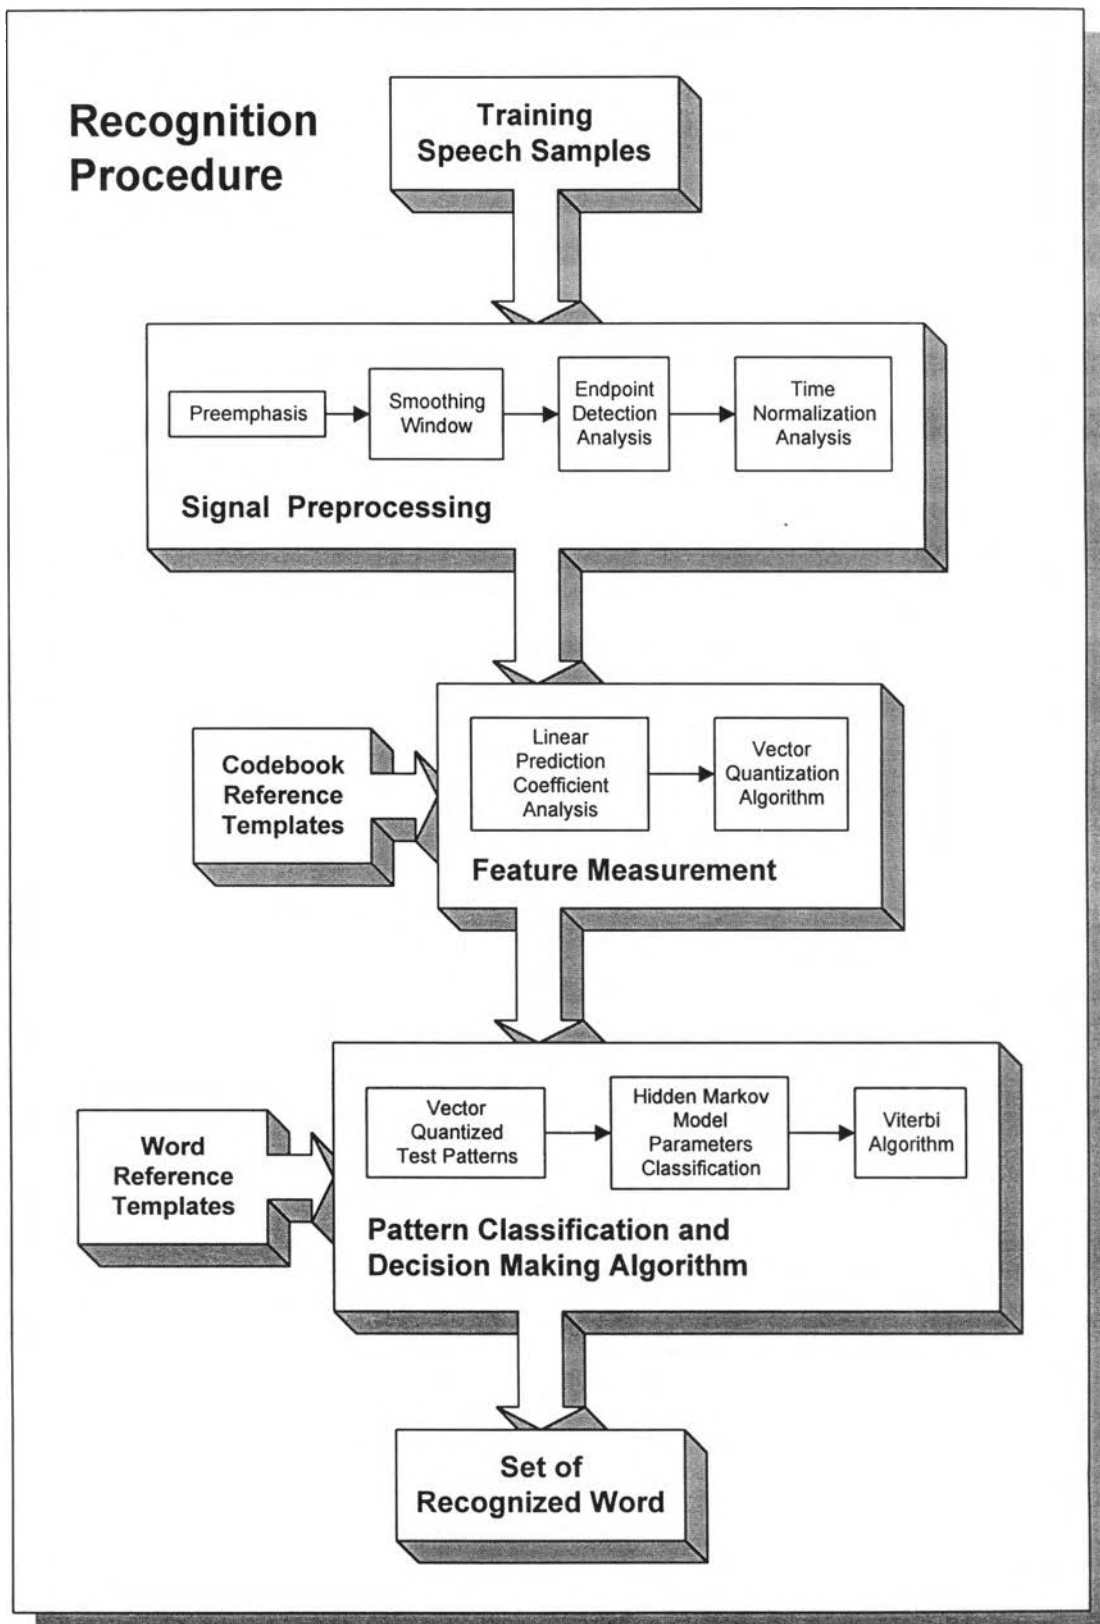 Recognition
Procedure
Training
Speech Samples
Preemphasis
Smoothing
Window
Endpoint
Detection
Analysis
Time
Normalization
Analysis
Signal Preprocessing
Codebook
Reference
Templates
Linear
Prediction
Coefficient
Analysis
Vector
Quantization
Algorithm
Feature Measurement
Word
Reference
Templates
Vector
Quantized
Test Patterns
Hidden Markov
Model
Parameters
Classification
Viterbi
Algorithm
Pattern Classification and
Decision Making Algorithm
Set of
Recognized Word